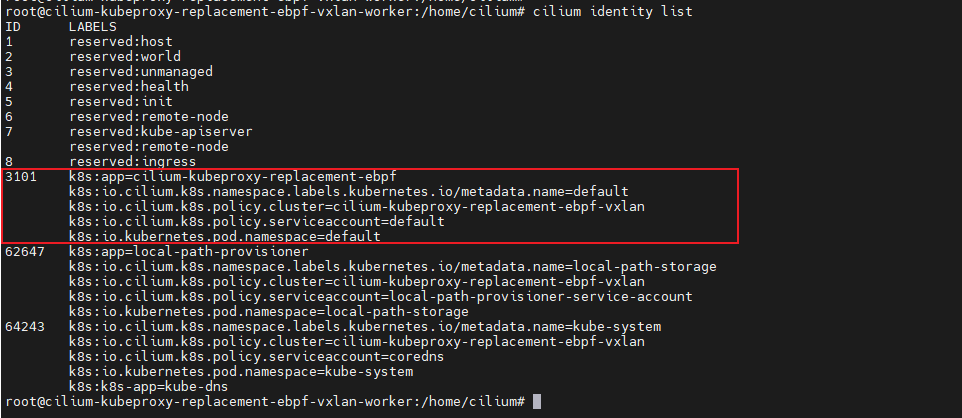 root@cilium-kubeproxy-replacement-ebpf-vxlan-worker:/home/cilium# cilium identity list
ID      LABELS
1       reserved:host
2       reserved:world
3       reserved:unmanaged
4       reserved:health
5       reserved:init
6       reserved:remote-node
7       reserved:kube-apiserver
        reserved:remote-node
8       reserved:ingress
3101    k8s:app=cilium-kubeproxy-replacement-ebpf
        k8s:io.cilium.k8s.namespace.labels.kubernetes.io/metadata.name=default
        k8s:io.cilium.k8s.policy.cluster=cilium-kubeproxy-replacement-ebpf-vxlan
        k8s:io.cilium.k8s.policy.serviceaccount=default
        k8s:io.kubernetes.pod.namespace=default
62647   k8s:app=local-path-provisioner
        k8s:io.cilium.k8s.namespace.labels.kubernetes.io/metadata.name=local-path-storage
        k8s:io.cilium.k8s.policy.cluster=cilium-kubeproxy-replacement-ebpf-vxlan
        k8s:io.cilium.k8s.policy.serviceaccount=local-path-provisioner-service-account
        k8s:io.kubernetes.pod.namespace=local-path-storage
64243   k8s:io.cilium.k8s.namespace.labels.kubernetes.io/metadata.name=kube-system
        k8s:io.cilium.k8s.policy.cluster=cilium-kubeproxy-replacement-ebpf-vxlan
        k8s:io.cilium.k8s.policy.serviceaccount=coredns
        k8s:io.kubernetes.pod.namespace=kube-system
        k8s:k8s-app=kube-dns
root@cilium-kubeproxy-replacement-ebpf-vxlan-worker:/home/cilium#